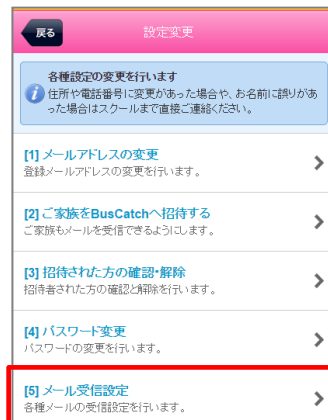 戻る
設定変更
各種設定の変更を行います
住所や電話番号に変更があった場合や、お名前に誤りがあ
った場合はスクールまで直接ご連絡ください。
[1] メールアドレスの変更
登録メールアドレスの変更を行います。
[2] ご家族をBusCatchへ招待する
ご家族もメールを受信できるようにします。
[3] 招待された方の確認・解除
招待者された方の確認と解除を行います。
[4] パスワード変更
パスワードの変更を行います。
[5] メール受信設定
各種メールの受信設定を行います。